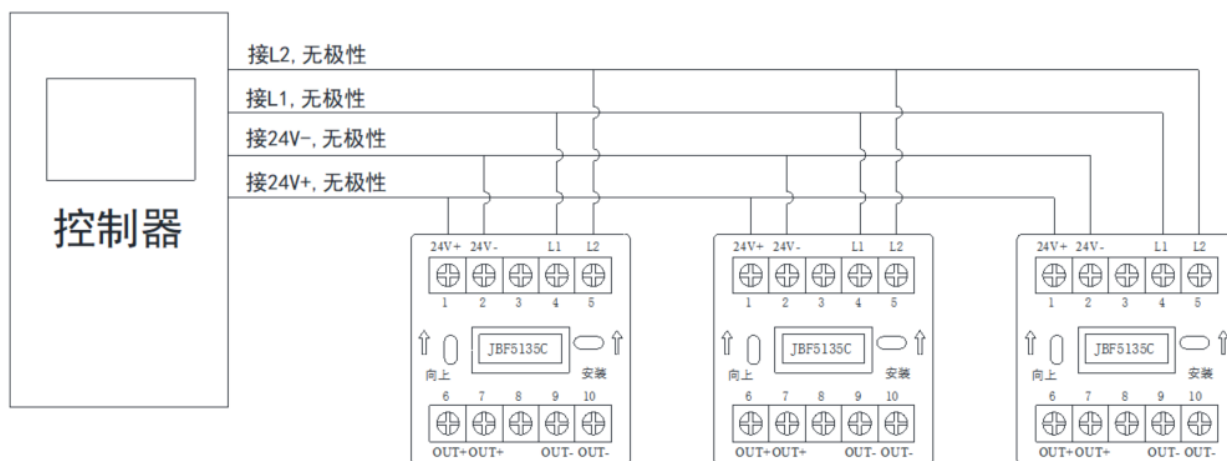 接L2,无极性
接L1,无极性
接24V-,无极性
接24V+,无极性
控制器
24V+ 24V- L1 L2
1 2 3 4 5
JBF5135C
向上 安装
6 7 8 9 10
OUT+ OUT+ OUT- OUT-
24V+ 24V- L1 L2
1 2 3 4 5
JBF5135C
向上 安装
6 7 8 9 10
OUT+ OUT+ OUT- OUT-
24V+ 24V- L1 L2
1 2 3 4 5
JBF5135C
向上 安装
6 7 8 9 10
OUT+ OUT+ OUT- OUT-